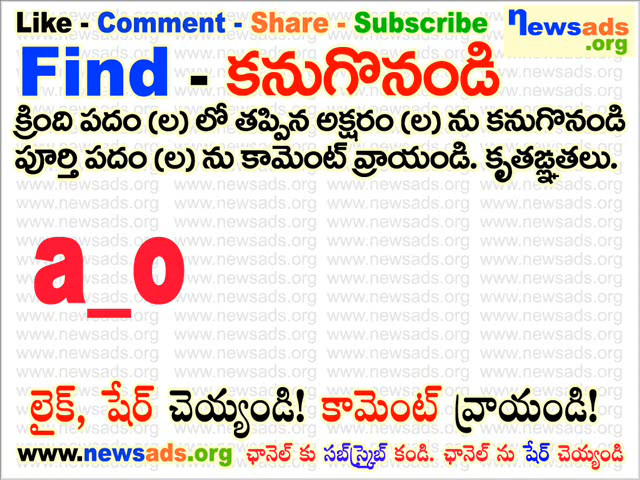 Like - Comment - Share - Subscribe
newsads
.org
Find - కనుగొనండి
క్రింది పదం (ల) లో తప్పిన అక్షరం (ల) ను కనుగొనండి
పూర్తి పదం (ల) ను కామెంట్ వ్రాయండి. కృతఙ్ఞతలు.
a_o
లైక్, షేర్ చెయ్యండి! కామెంట్ వ్రాయండి!
www.newsads.org ఛానెల్ కు సబ్‌స్క్రైబ్ కండి. ఛానెల్ ను షేర్ చెయ్యండి